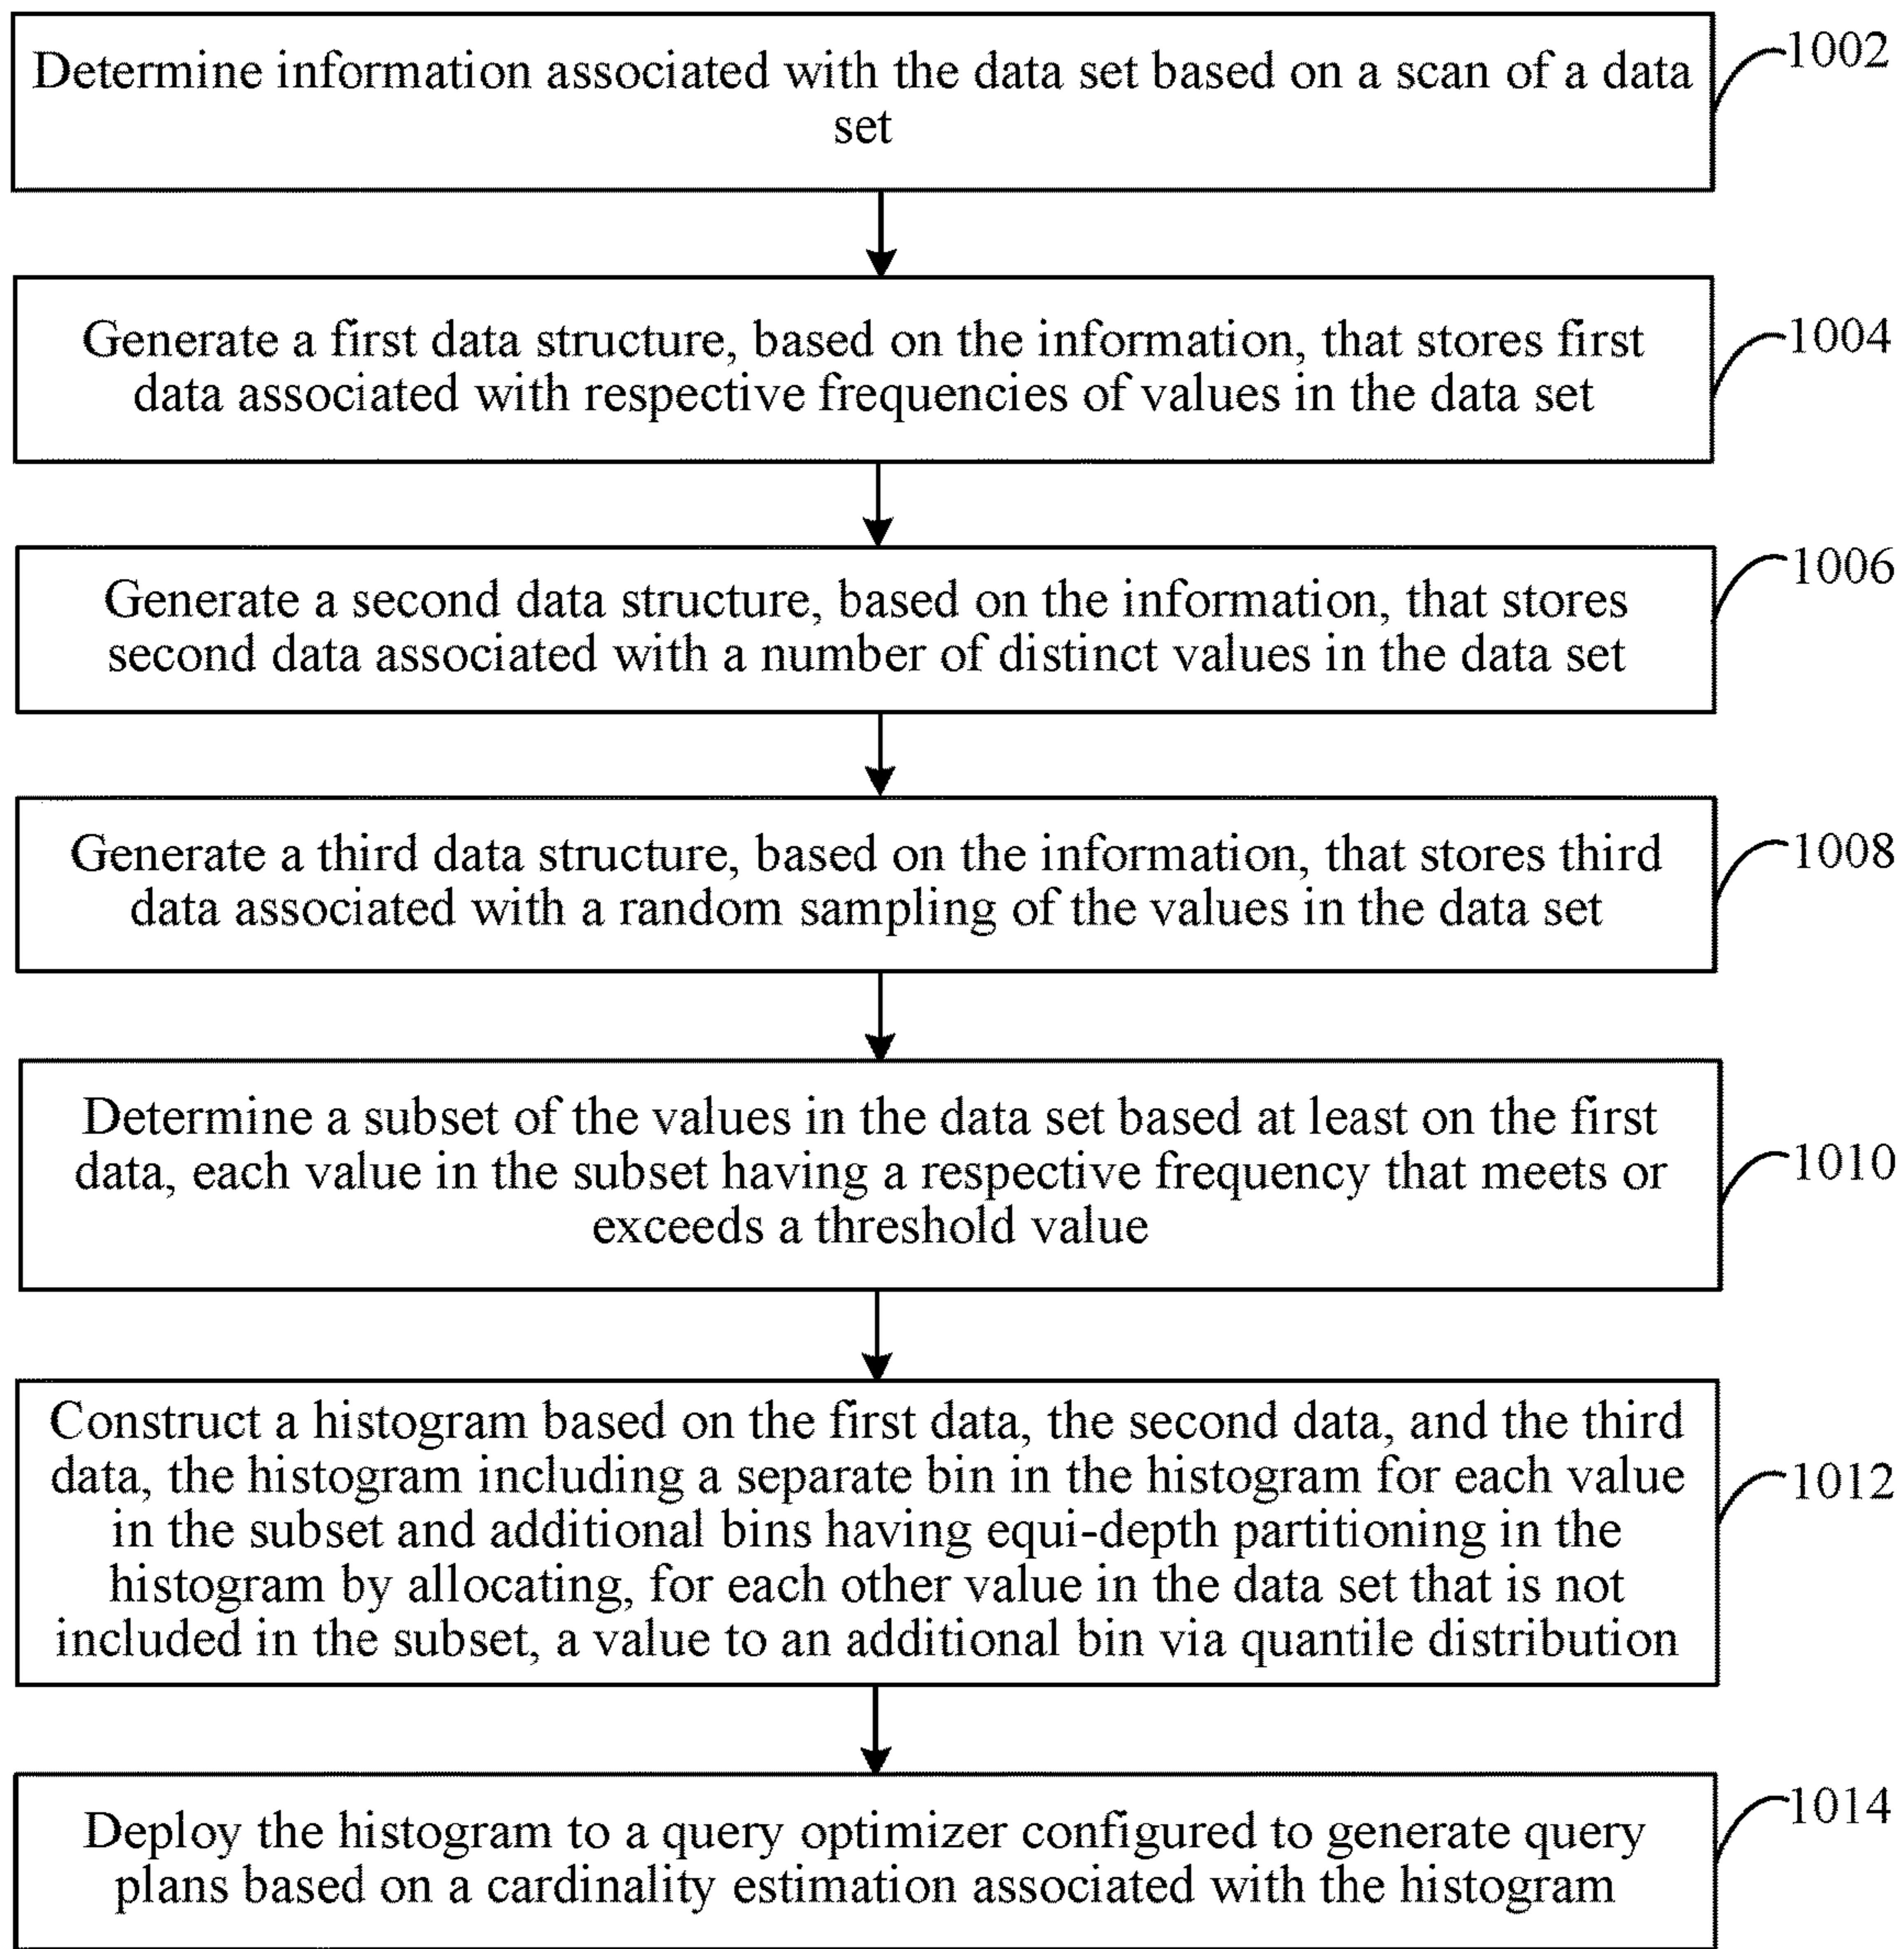 Determine information associated with the data set based on a scan of a data
set
1002
Generate a first data structure, based on the information, that stores first
data associated with respective frequencies of values in the data set
1004
Generate a second data structure, based on the information, that stores
second data associated with a number of distinct values in the data set
1006
Generate a third data structure, based on the information, that stores third
data associated with a random sampling of the values in the data set
1008
Determine a subset of the values in the data set based at least on the first
data, each value in the subset having a respective frequency that meets or
exceeds a threshold value
1010
Construct a histogram based on the first data, the second data, and the third
data, the histogram including a separate bin in the histogram for each value
in the subset and additional bins having equi-depth partitioning in the
histogram by allocating, for each other value in the data set that is not
included in the subset, a value to an additional bin via quantile distribution
1012
Deploy the histogram to a query optimizer configured to generate query
plans based on a cardinality estimation associated with the histogram
1014